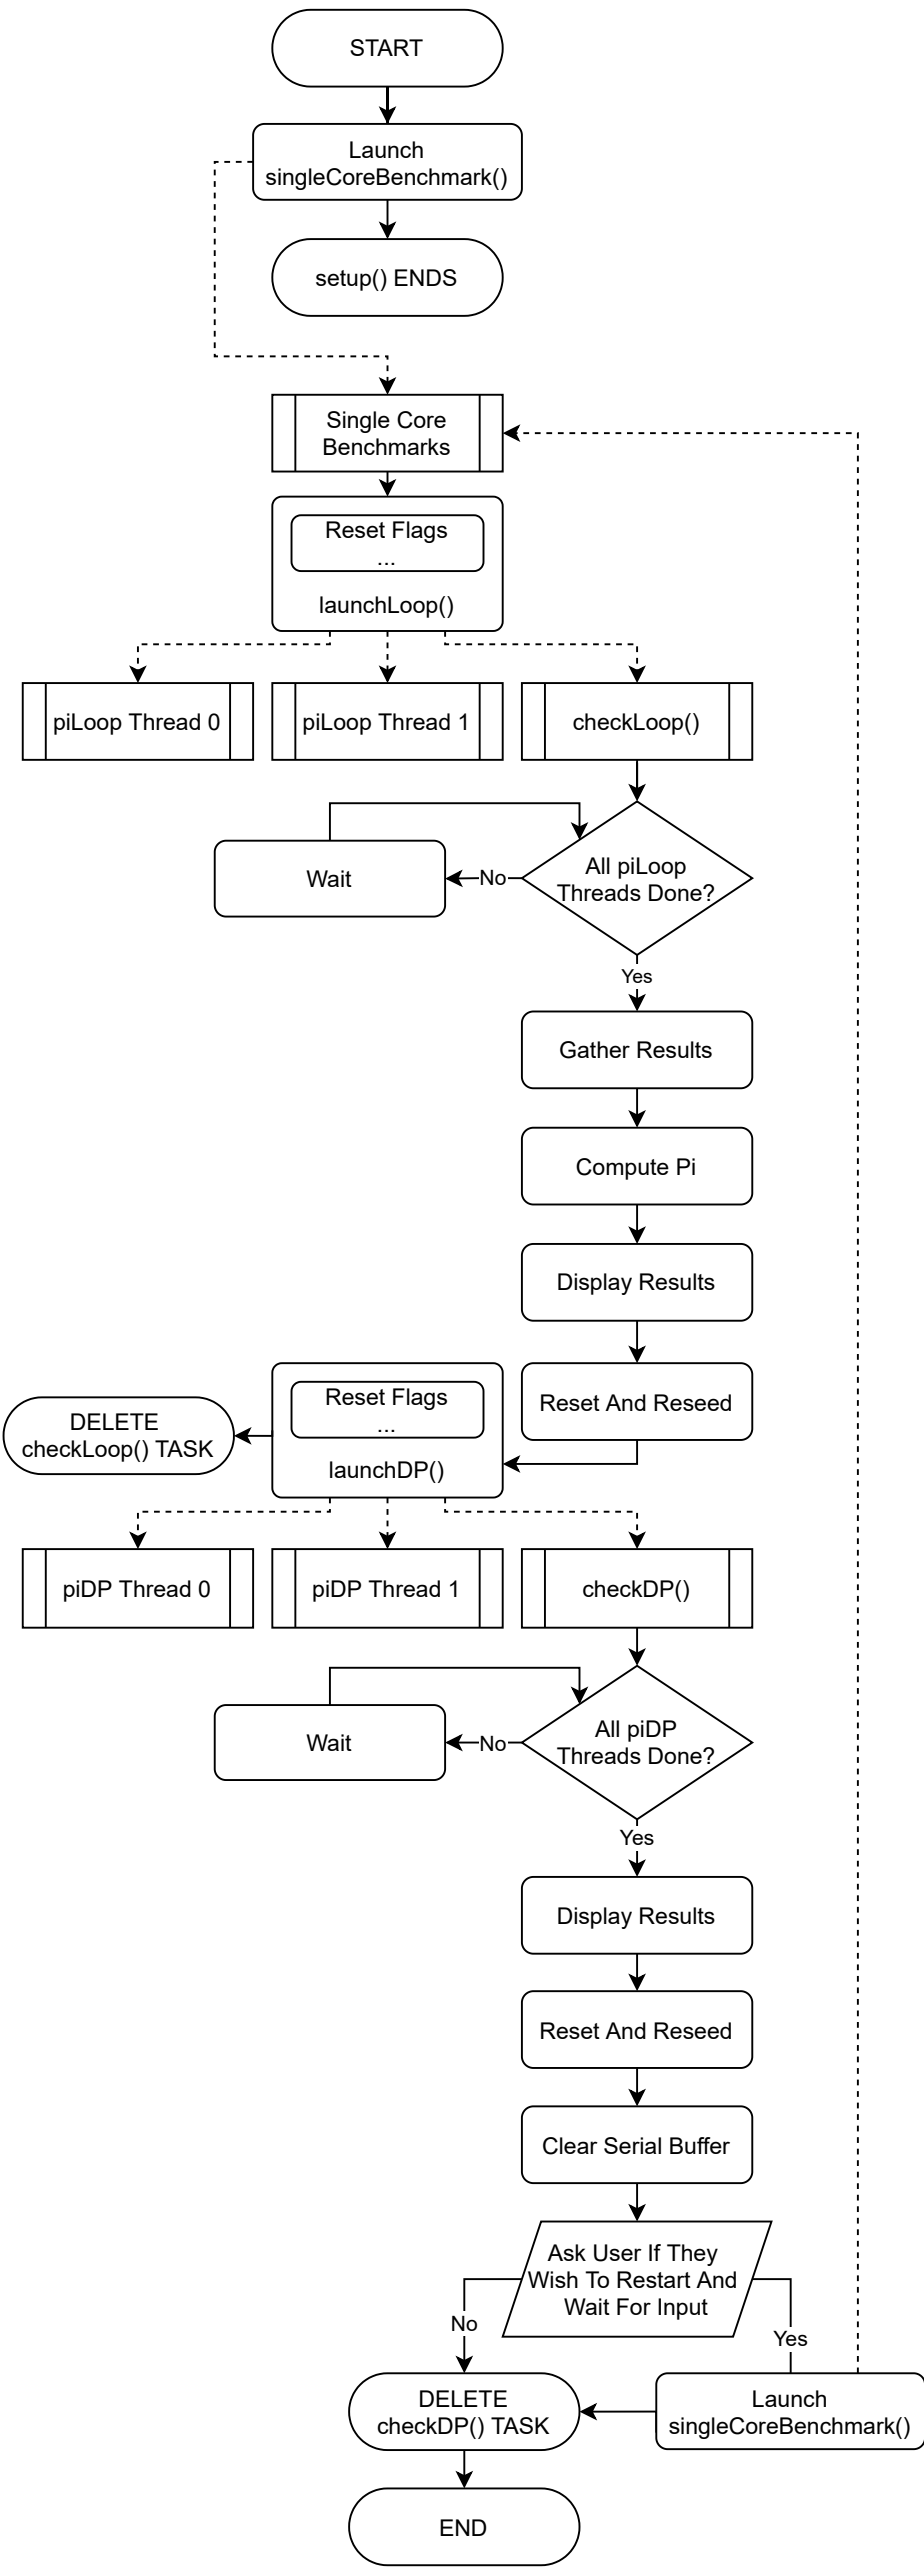 START
Launch
singleCoreBenchmark()
setup() ENDS
Single Core
Benchmarks
Reset Flags
...
launchLoop()
piLoop Thread 0
piLoop Thread 1
checkLoop()
All piLoop
Threads Done?
No
Wait
Yes
Gather Results
Compute Pi
Display Results
Reset And Reseed
Reset Flags
...
launchDP()
DELETE
checkLoop() TASK
piDP Thread 0
piDP Thread 1
checkDP()
All piDP
Threads Done?
No
Wait
Yes
Display Results
Reset And Reseed
Clear Serial Buffer
Ask User If They
Wish To Restart And
Wait For Input
No
Yes
DELETE
checkDP() TASK
Launch
singleCoreBenchmark()
END